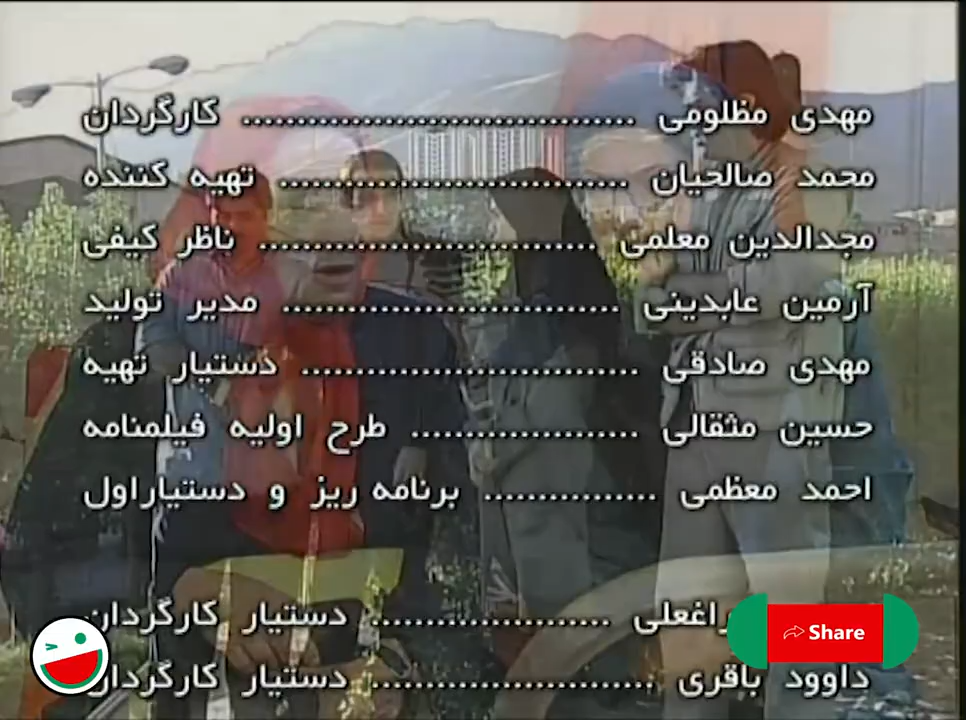 مهدی مظلومی ................................ کارگردان
محمد صالحیان ............................ تهیه کننده
مجدالدین معلمی ........................... ناظر کیفی
آرمین عابدینی ........................... مدیر تولید
مهدی صادقی ........................... دستیار تهیه
حسین مثقالی .................. طرح اولیه فیلمنامه
احمد معظمی .............. برنامه ریز و دستیاراول
................... دستیار کارگردان
داوود باقری ...................... دستیار کارگردان
Share